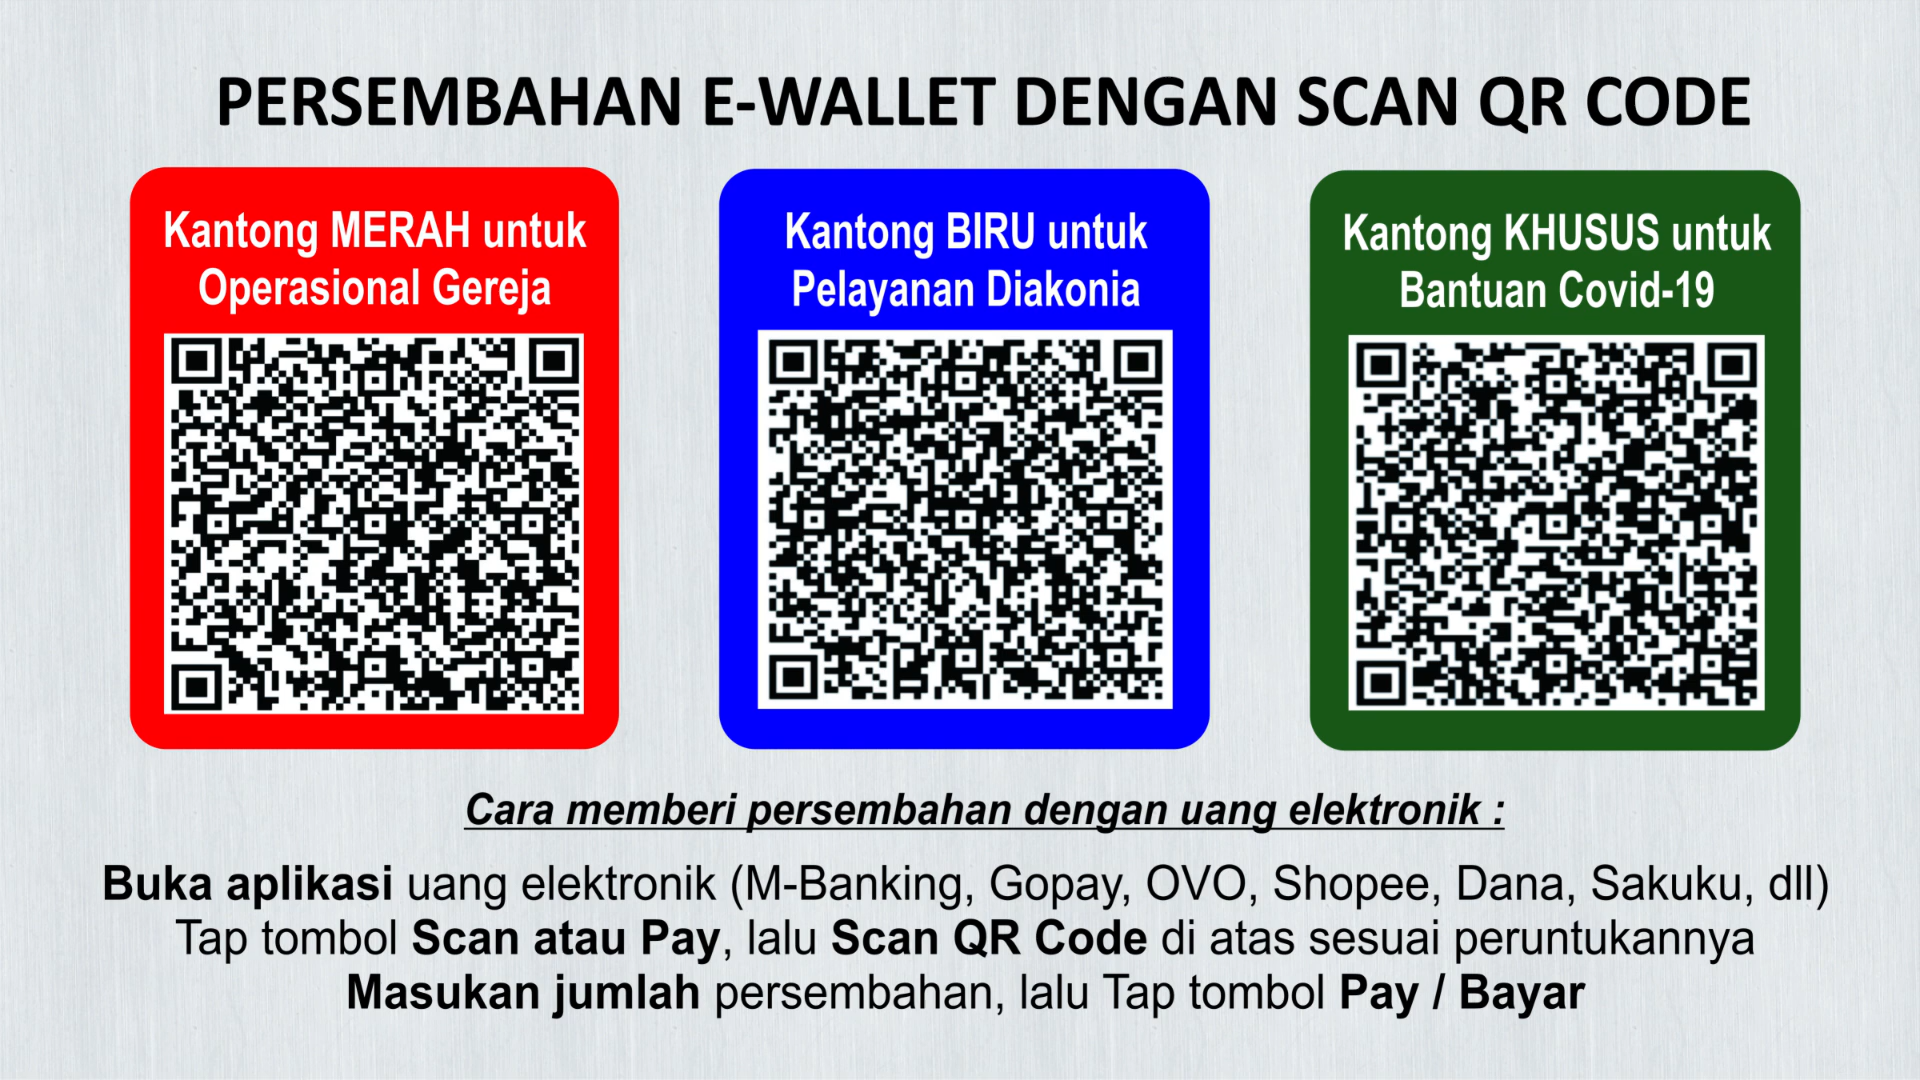 PERSEMBAHAN E-WALLET DENGAN SCAN QR CODE
Kantong MERAH untuk
Operasional Gereja
Kantong BIRU untuk
Pelayanan Diakonia
Kantong KHUSUS untuk
Bantuan Covid-19
Cara memberi persembahan dengan uang elektronik :
Buka aplikasi uang elektronik (M-Banking, Gopay, OVO, Shopee, Dana, Sakuku, dll)
Tap tombol Scan atau Pay, lalu Scan QR Code di atas sesuai peruntukannya
Masukan jumlah persembahan, lalu Tap tombol Pay / Bayar